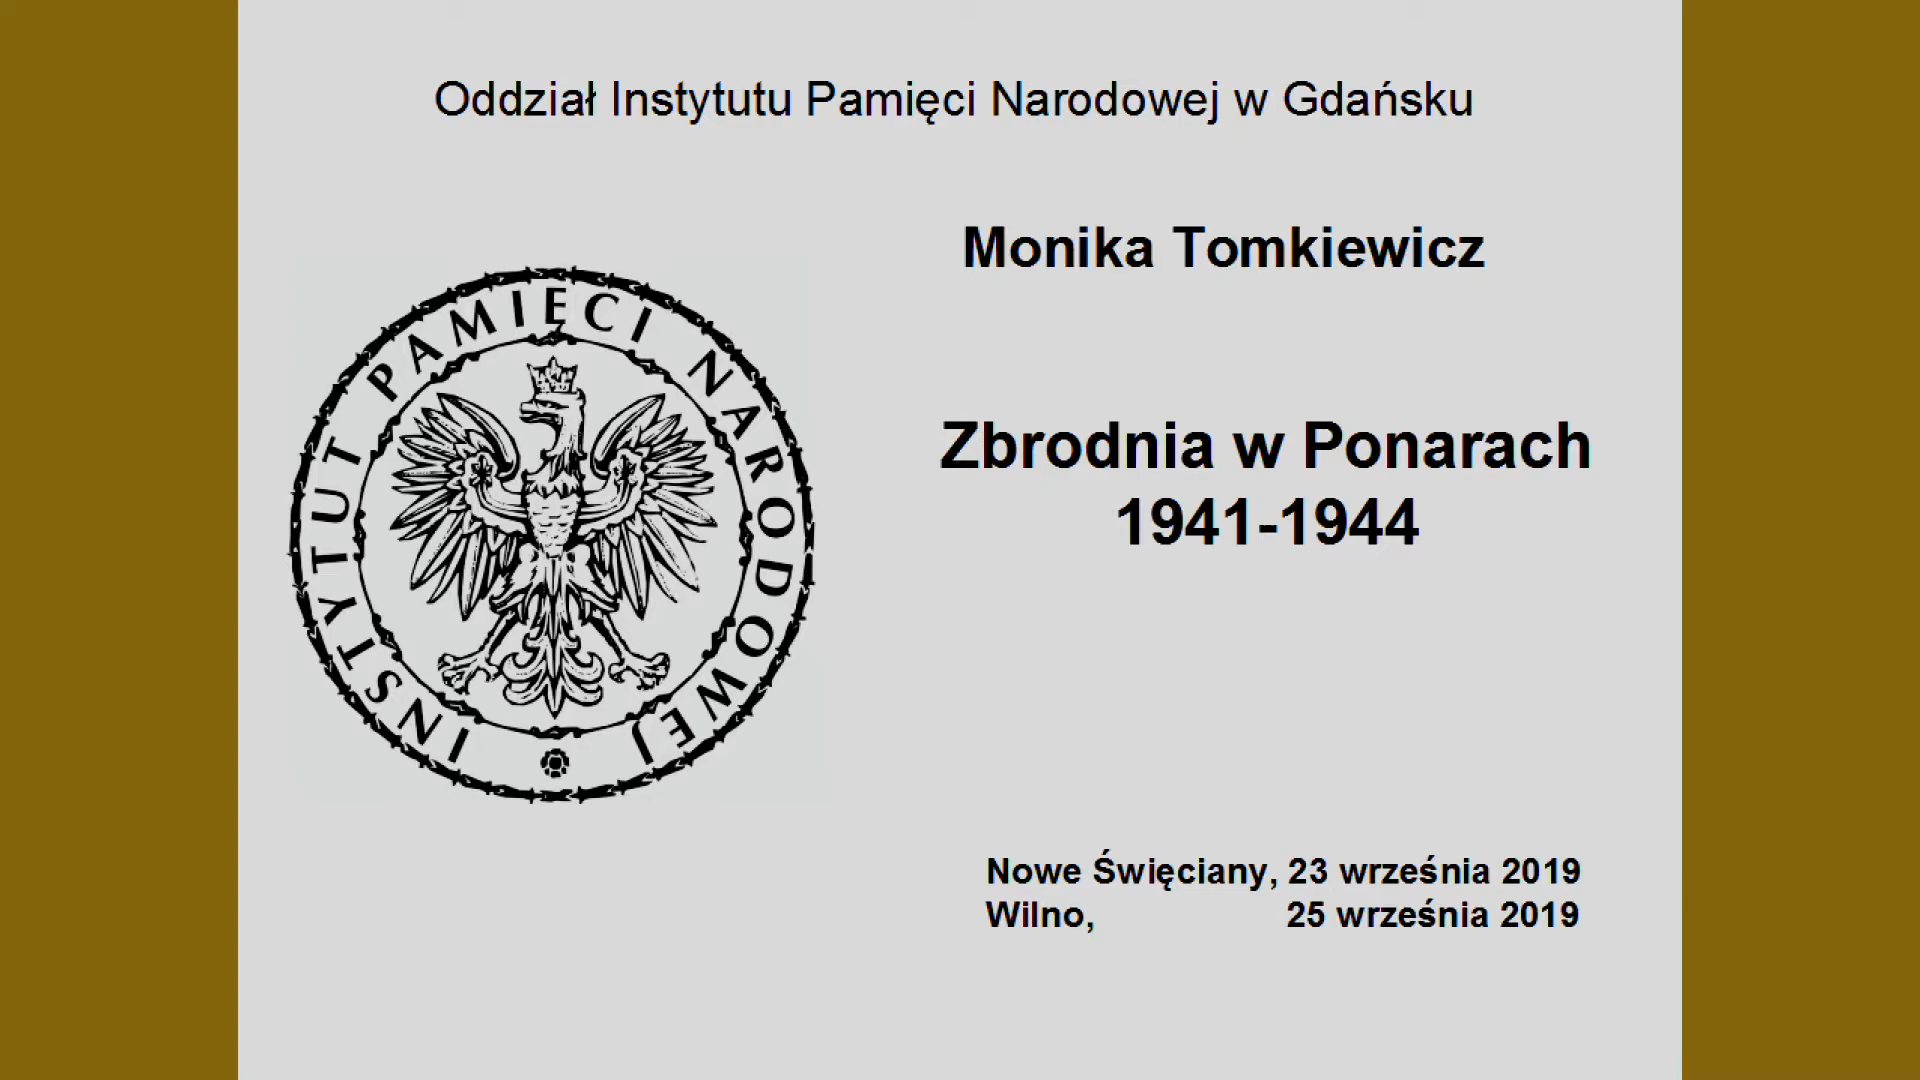 Oddział Instytutu Pamięci Narodowej w Gdańsku
Monika Tomkiewicz
INSTYTUT PAMIĘCI NARODOWEJ
Zbrodnia w Ponarach
1941-1944
Nowe Święciany, 23 września 2019
Wilno, 25 września 2019